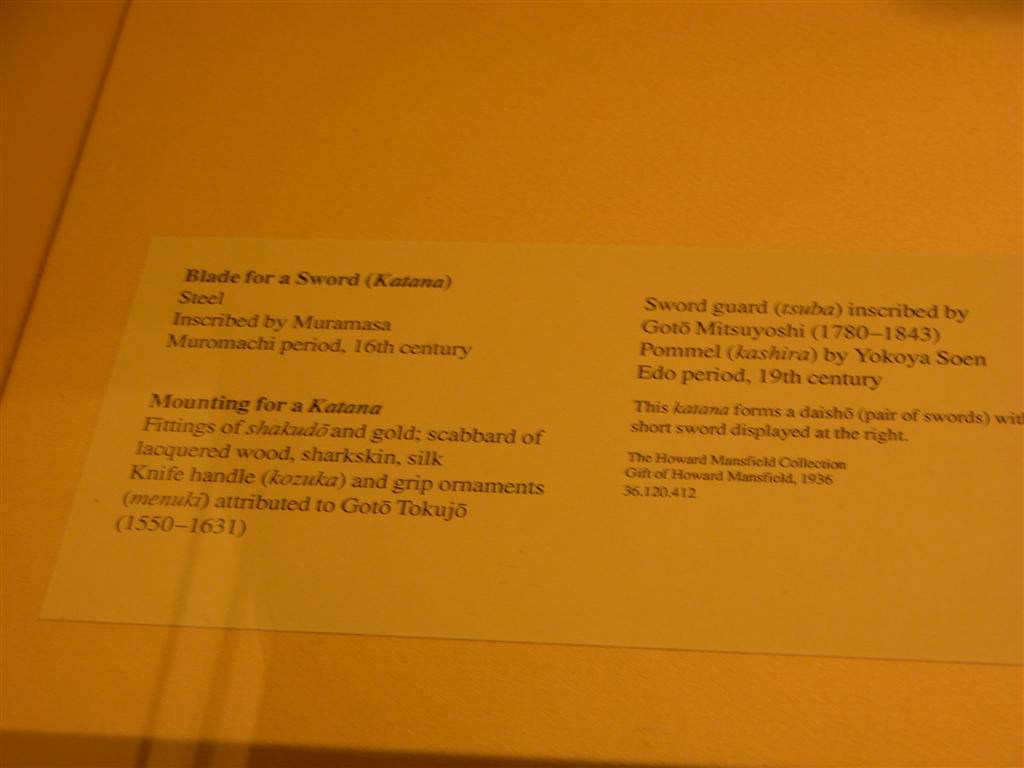 Blade for a Sword (Katana)
Steel
Inscribed by Muramasa
Muromachi period, 16th century
Mounting for a Katana
Fittings of shakudō and gold; scabbard of
lacquered wood, sharkskin, silk
Knife handle (kozuka) and grip ornaments
(menuki) attributed to Gotō Tokujō
(1550–1631)
Sword guard (tsuba) inscribed by
Gotō Mitsuyoshi (1780–1843)
Pommel (kashira) by Yokoya Soen
Edo period, 19th century
This katana forms a daishō (pair of swords) with
short sword displayed at the right.
The Howard Mansfield Collection
Gift of Howard Mansfield, 1936
36.120.412